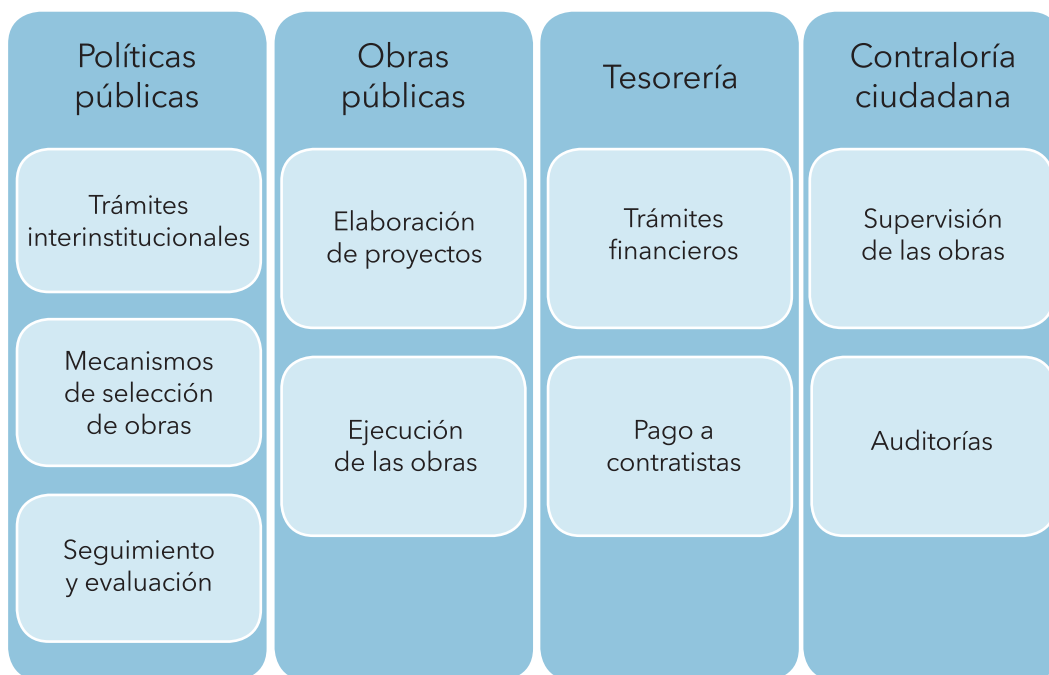 Políticas
públicas
Trámites
interinstitucionales
Mecanismos
de selección
de obras
Seguimiento
y evaluación
Obras
públicas
Elaboración
de proyectos
Ejecución
de las obras
Tesorería
Trámites
financieros
Pago a
contratistas
Contraloría
ciudadana
Supervisión
de las obras
Auditorías